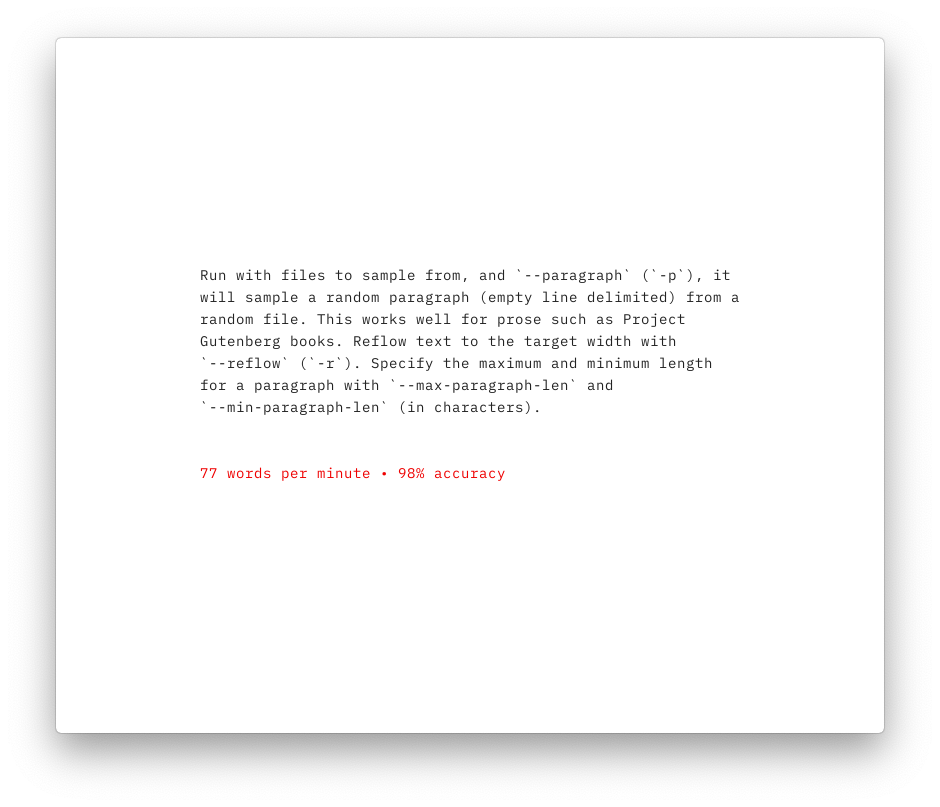 Run with files to sample from, and `--paragraph` (`-p`), it
will sample a random paragraph (empty line delimited) from a
random file. This works well for prose such as Project
Gutenberg books. Reflow text to the target width with
`--reflow` (`-r`). Specify the maximum and minimum length
for a paragraph with `--max-paragraph-len` and
`--min-paragraph-len` (in characters).
77 words per minute • 98% accuracy